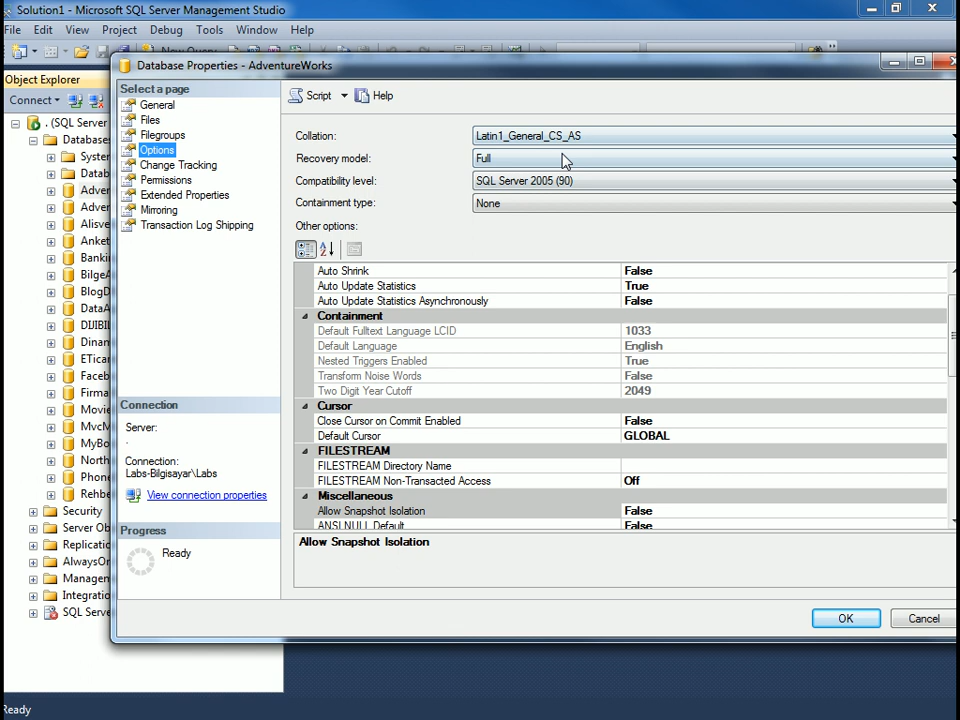 Solution1 - Microsoft SQL Server Management Studio
File Edit View Project Debug Tools Window Help
New Query
Object Explorer
Connect
. (SQL Server
Databases
Syste
Datab
Adven
Adver
Alisve
Anket
Bankin
BilgeA
BlogD
DataA
DIJIBIL
Dinan
ETicar
Faceb
Firma
Movie
MvcM
MyBo
North
Phone
Rehbe
Security
Server Ob
Replicatio
AlwaysOn
Managem
Integratio
SQL Serve
Database Properties - AdventureWorks
Select a page
General
Files
Filegroups
Options
Change Tracking
Permissions
Extended Properties
Mirroring
Transaction Log Shipping
Connection
Server:
.
Connection:
Labs-Bilgisayar\Labs
View connection properties
Progress
Ready
Script Help
Collation: Latin1_General_CS_AS
Recovery model: Full
Compatibility level: SQL Server 2005 (90)
Containment type: None
Other options:
Auto Shrink False
Auto Update Statistics True
Auto Update Statistics Asynchronously False
Containment
Default Fulltext Language LCID 1033
Default Language English
Nested Triggers Enabled True
Transform Noise Words False
Two Digit Year Cutoff 2049
Cursor
Close Cursor on Commit Enabled False
Default Cursor GLOBAL
FILESTREAM
FILESTREAM Directory Name
FILESTREAM Non-Transacted Access Off
Miscellaneous
Allow Snapshot Isolation False
ANSI NULL Default False
Allow Snapshot Isolation
OK Cancel
Ready